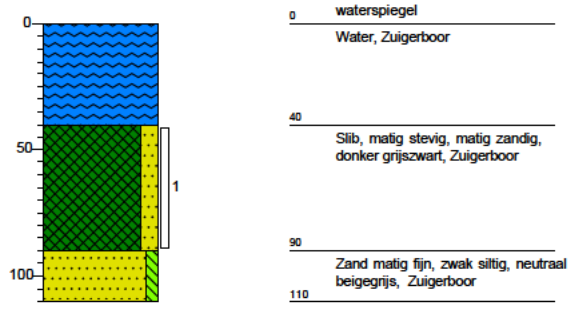 0
50
100
1
0 waterspiegel
Water, Zuigerboor
40
Slib, matig stevig, matig zandig,
donker grijszwart, Zuigerboor
90
Zand matig fijn, zwak siltig, neutraal
beigegrijs, Zuigerboor
110